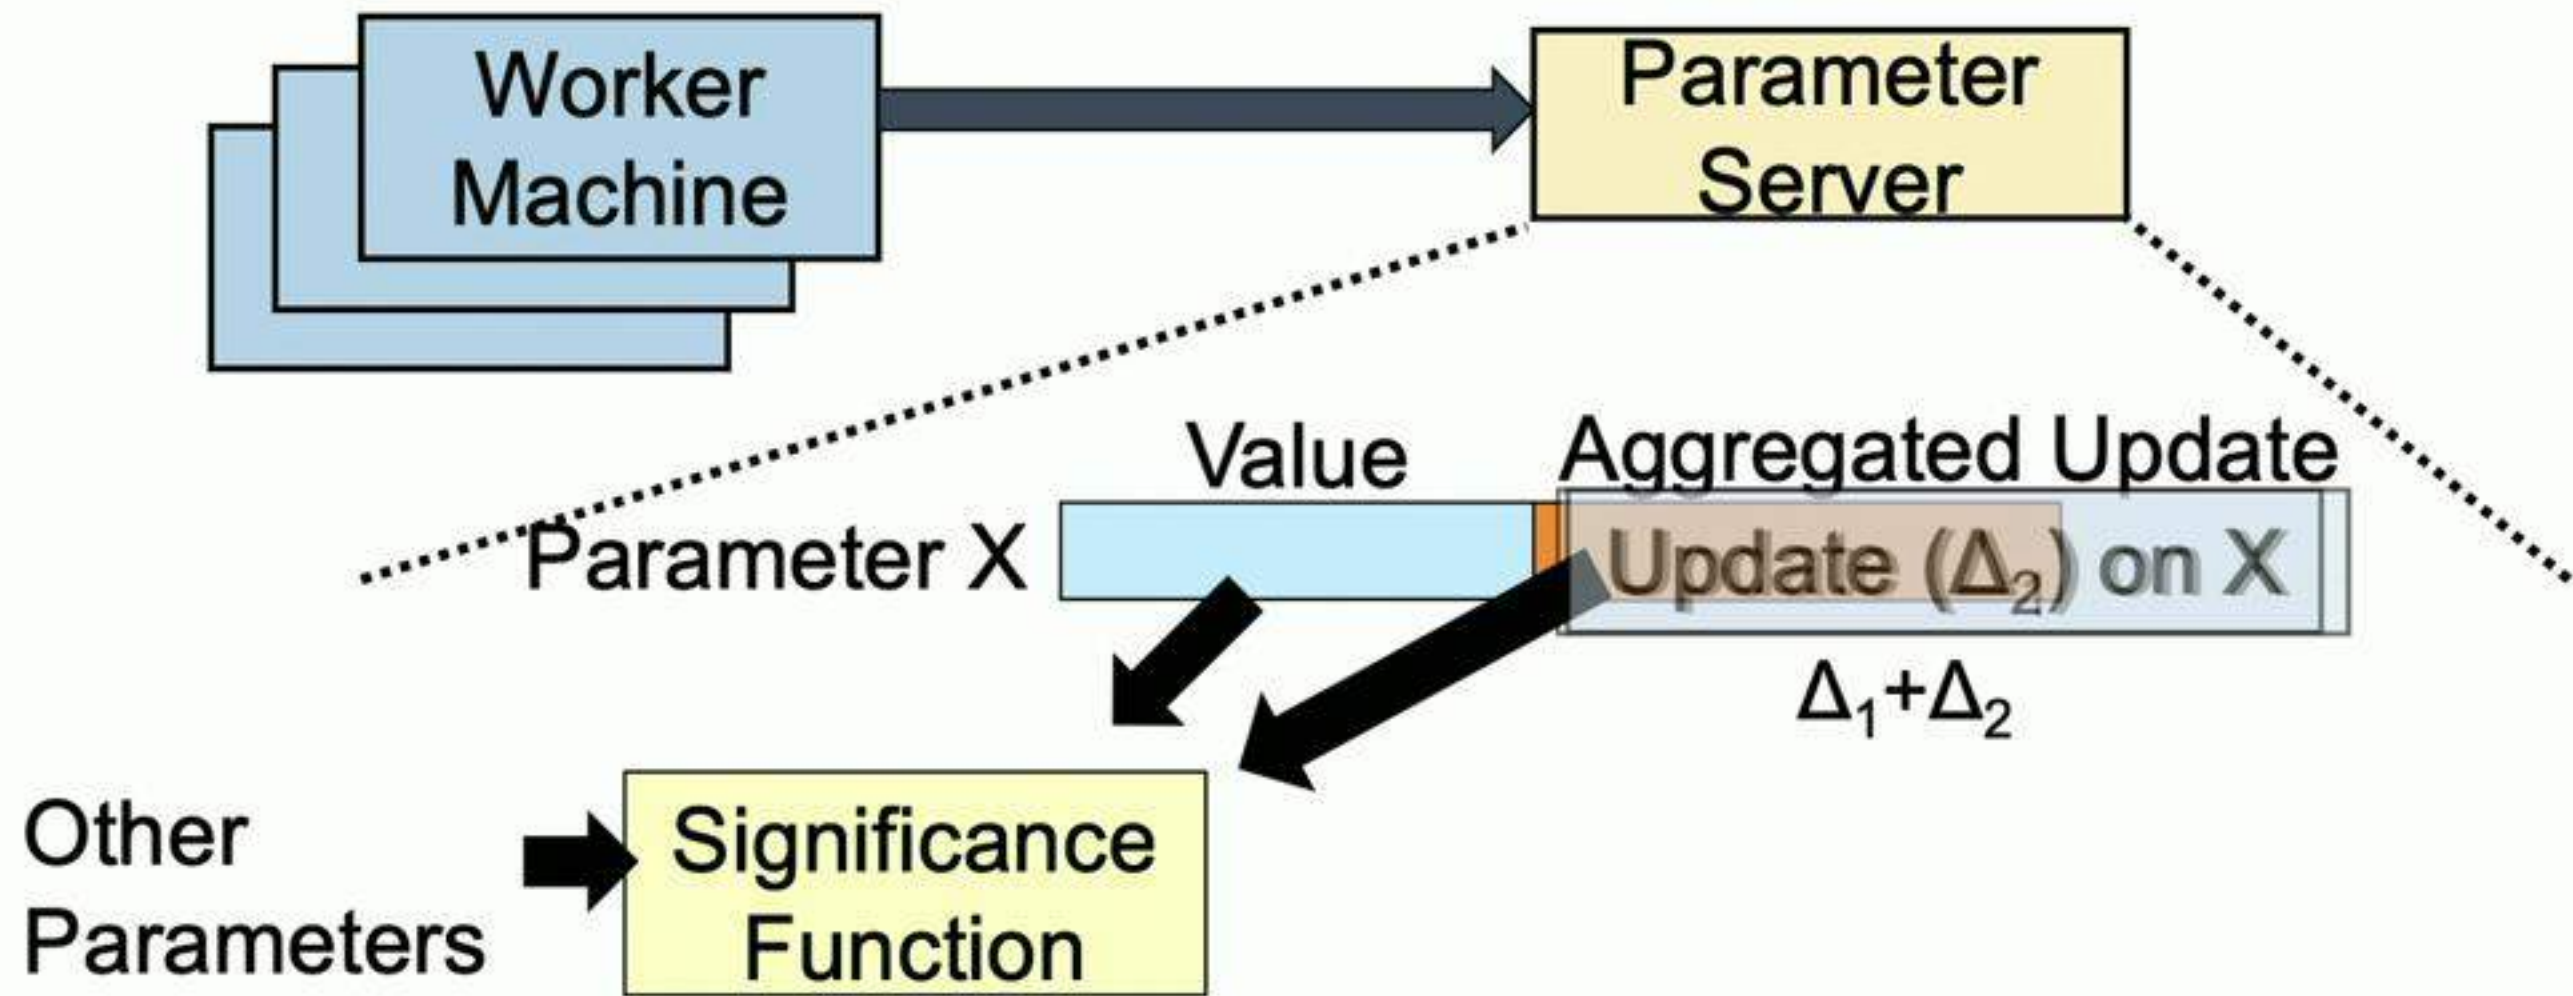 Worker
Machine
Parameter
Server
Value
Aggregated Update
Parameter X
Update (Δ₂) on X
Δ₁+Δ₂
Other
Parameters
Significance
Function